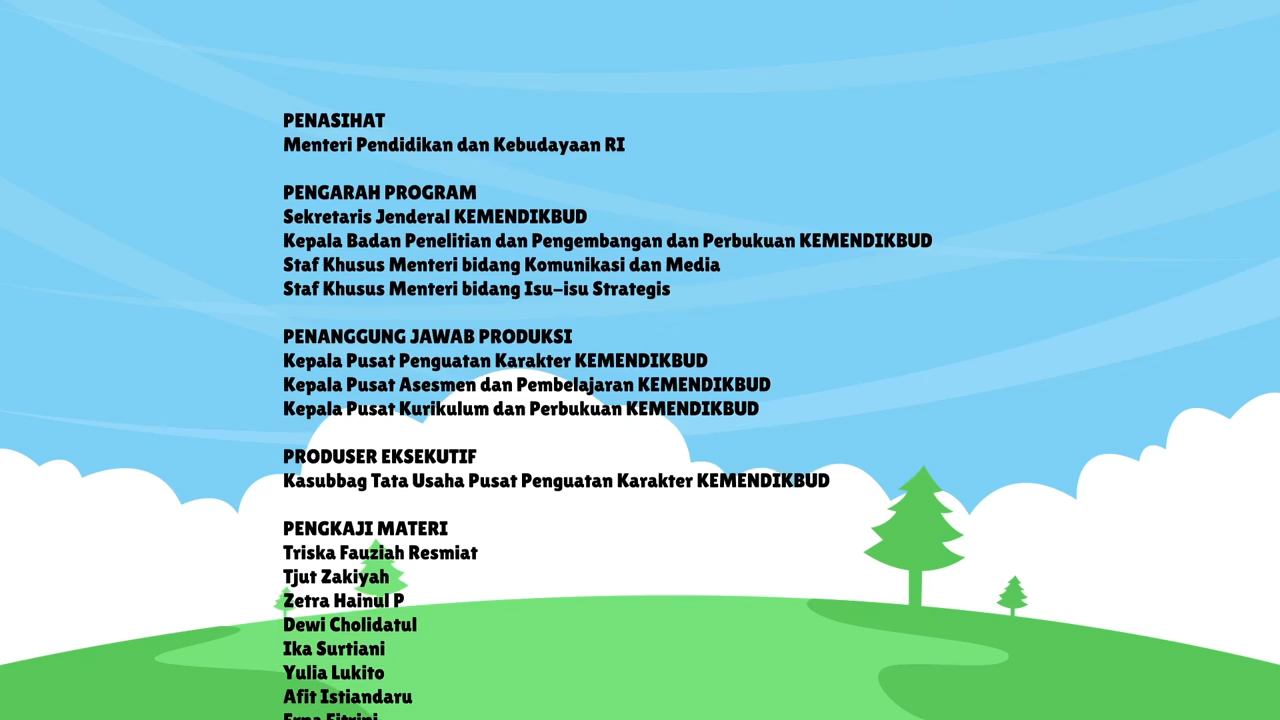 PENASIHAT
Menteri Pendidikan dan Kebudayaan RI
PENGARAH PROGRAM
Sekretaris Jenderal KEMENDIKBUD
Kepala Badan Penelitian dan Pengembangan dan Perbukuan KEMENDIKBUD
Staf Khusus Menteri bidang Komunikasi dan Media
Staf Khusus Menteri bidang Isu-isu Strategis
PENANGGUNG JAWAB PRODUKSI
Kepala Pusat Penguatan Karakter KEMENDIKBUD
Kepala Pusat Asesmen dan Pembelajaran KEMENDIKBUD
Kepala Pusat Kurikulum dan Perbukuan KEMENDIKBUD
PRODUSER EKSEKUTIF
Kasubbag Tata Usaha Pusat Penguatan Karakter KEMENDIKBUD
PENGKAJI MATERI
Triska Fauziah Resmiat
Tjut Zakiyah
Zetra Hainul P
Dewi Cholidatul
Ika Surtiani
Yulia Lukito
Afit Istiandaru